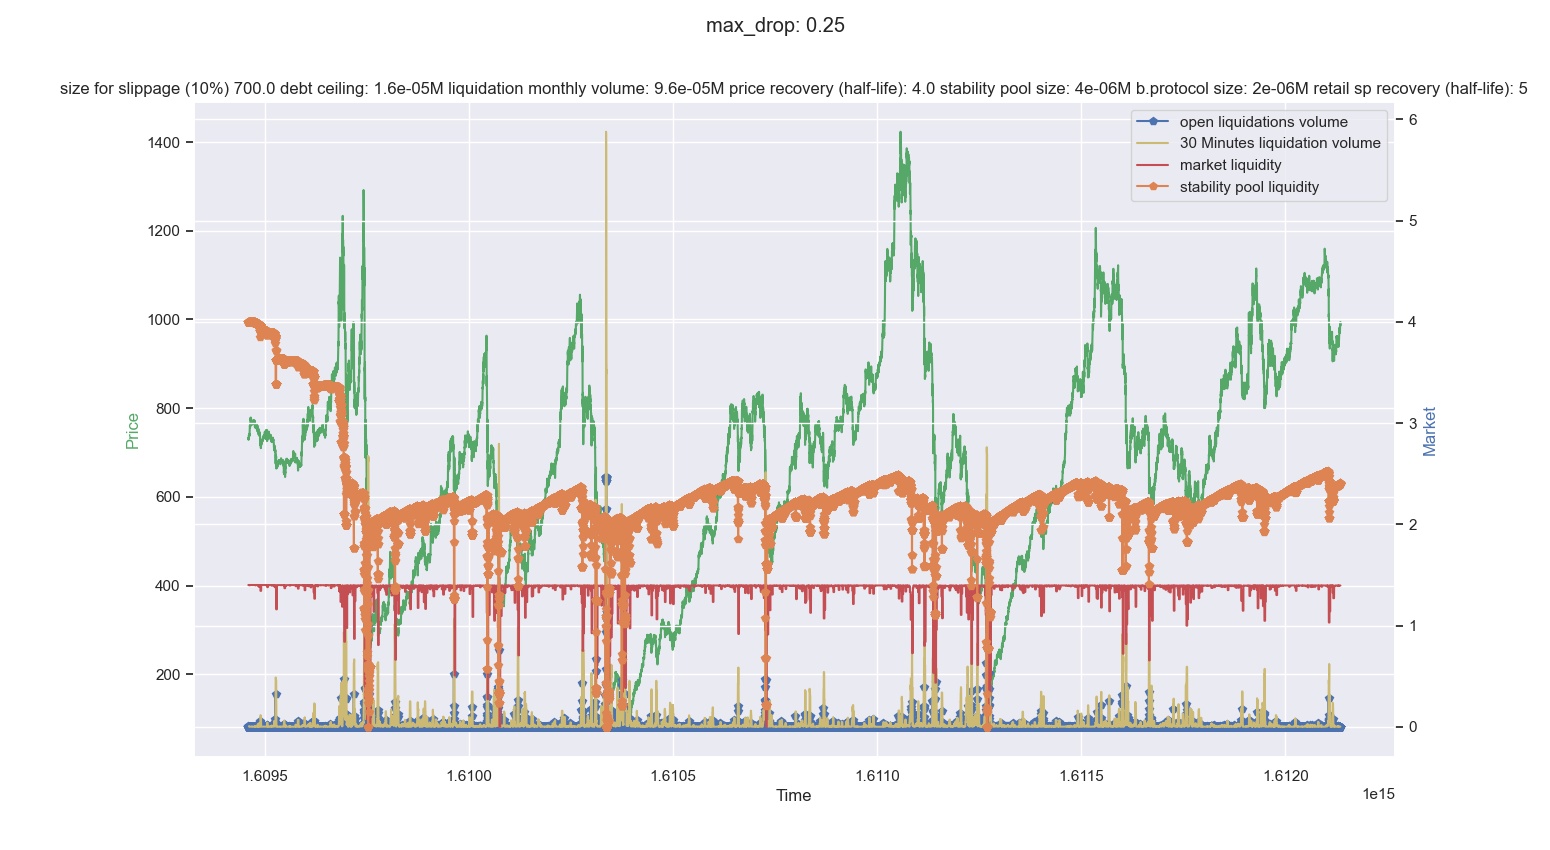 max_drop: 0.25
size for slippage (10%) 700.0 debt ceiling: 1.6e-05M liquidation monthly volume: 9.6e-05M price recovery (half-life): 4.0 stability pool size: 4e-06M b.protocol size: 2e-06M retail sp recovery (half-life): 5
open liquidations volume
30 Minutes liquidation volume
market liquidity
stability pool liquidity
1400
1200
1000
800
600
400
200
Price
6
5
4
3
2
1
0
Market
1.6095 1.6100 1.6105 1.6110 1.6115 1.6120
Time
1e15